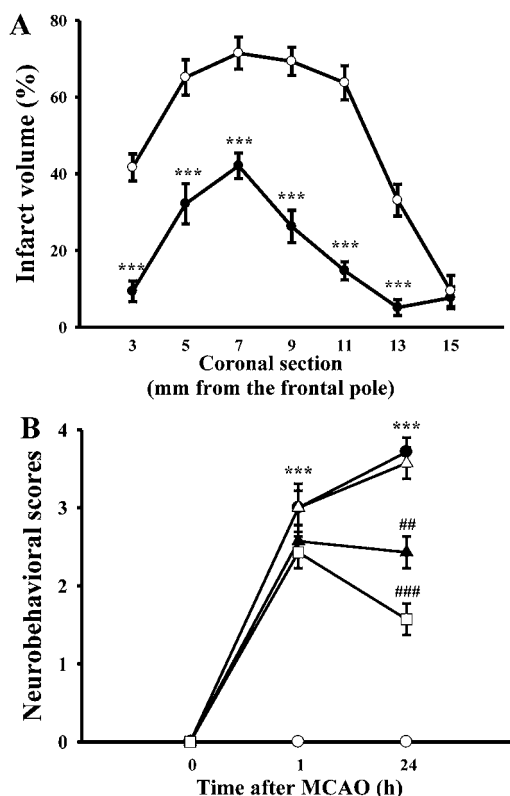 A
80
60
40
20
0
Infarct volume (%)
***
***
***
***
***
***
3 5 7 9 11 13 15
Coronal section
(mm from the frontal pole)
B
4
3
2
1
0
Neurobehavioral scores
***
***
##
###
0 1 24
Time after MCAO (h)